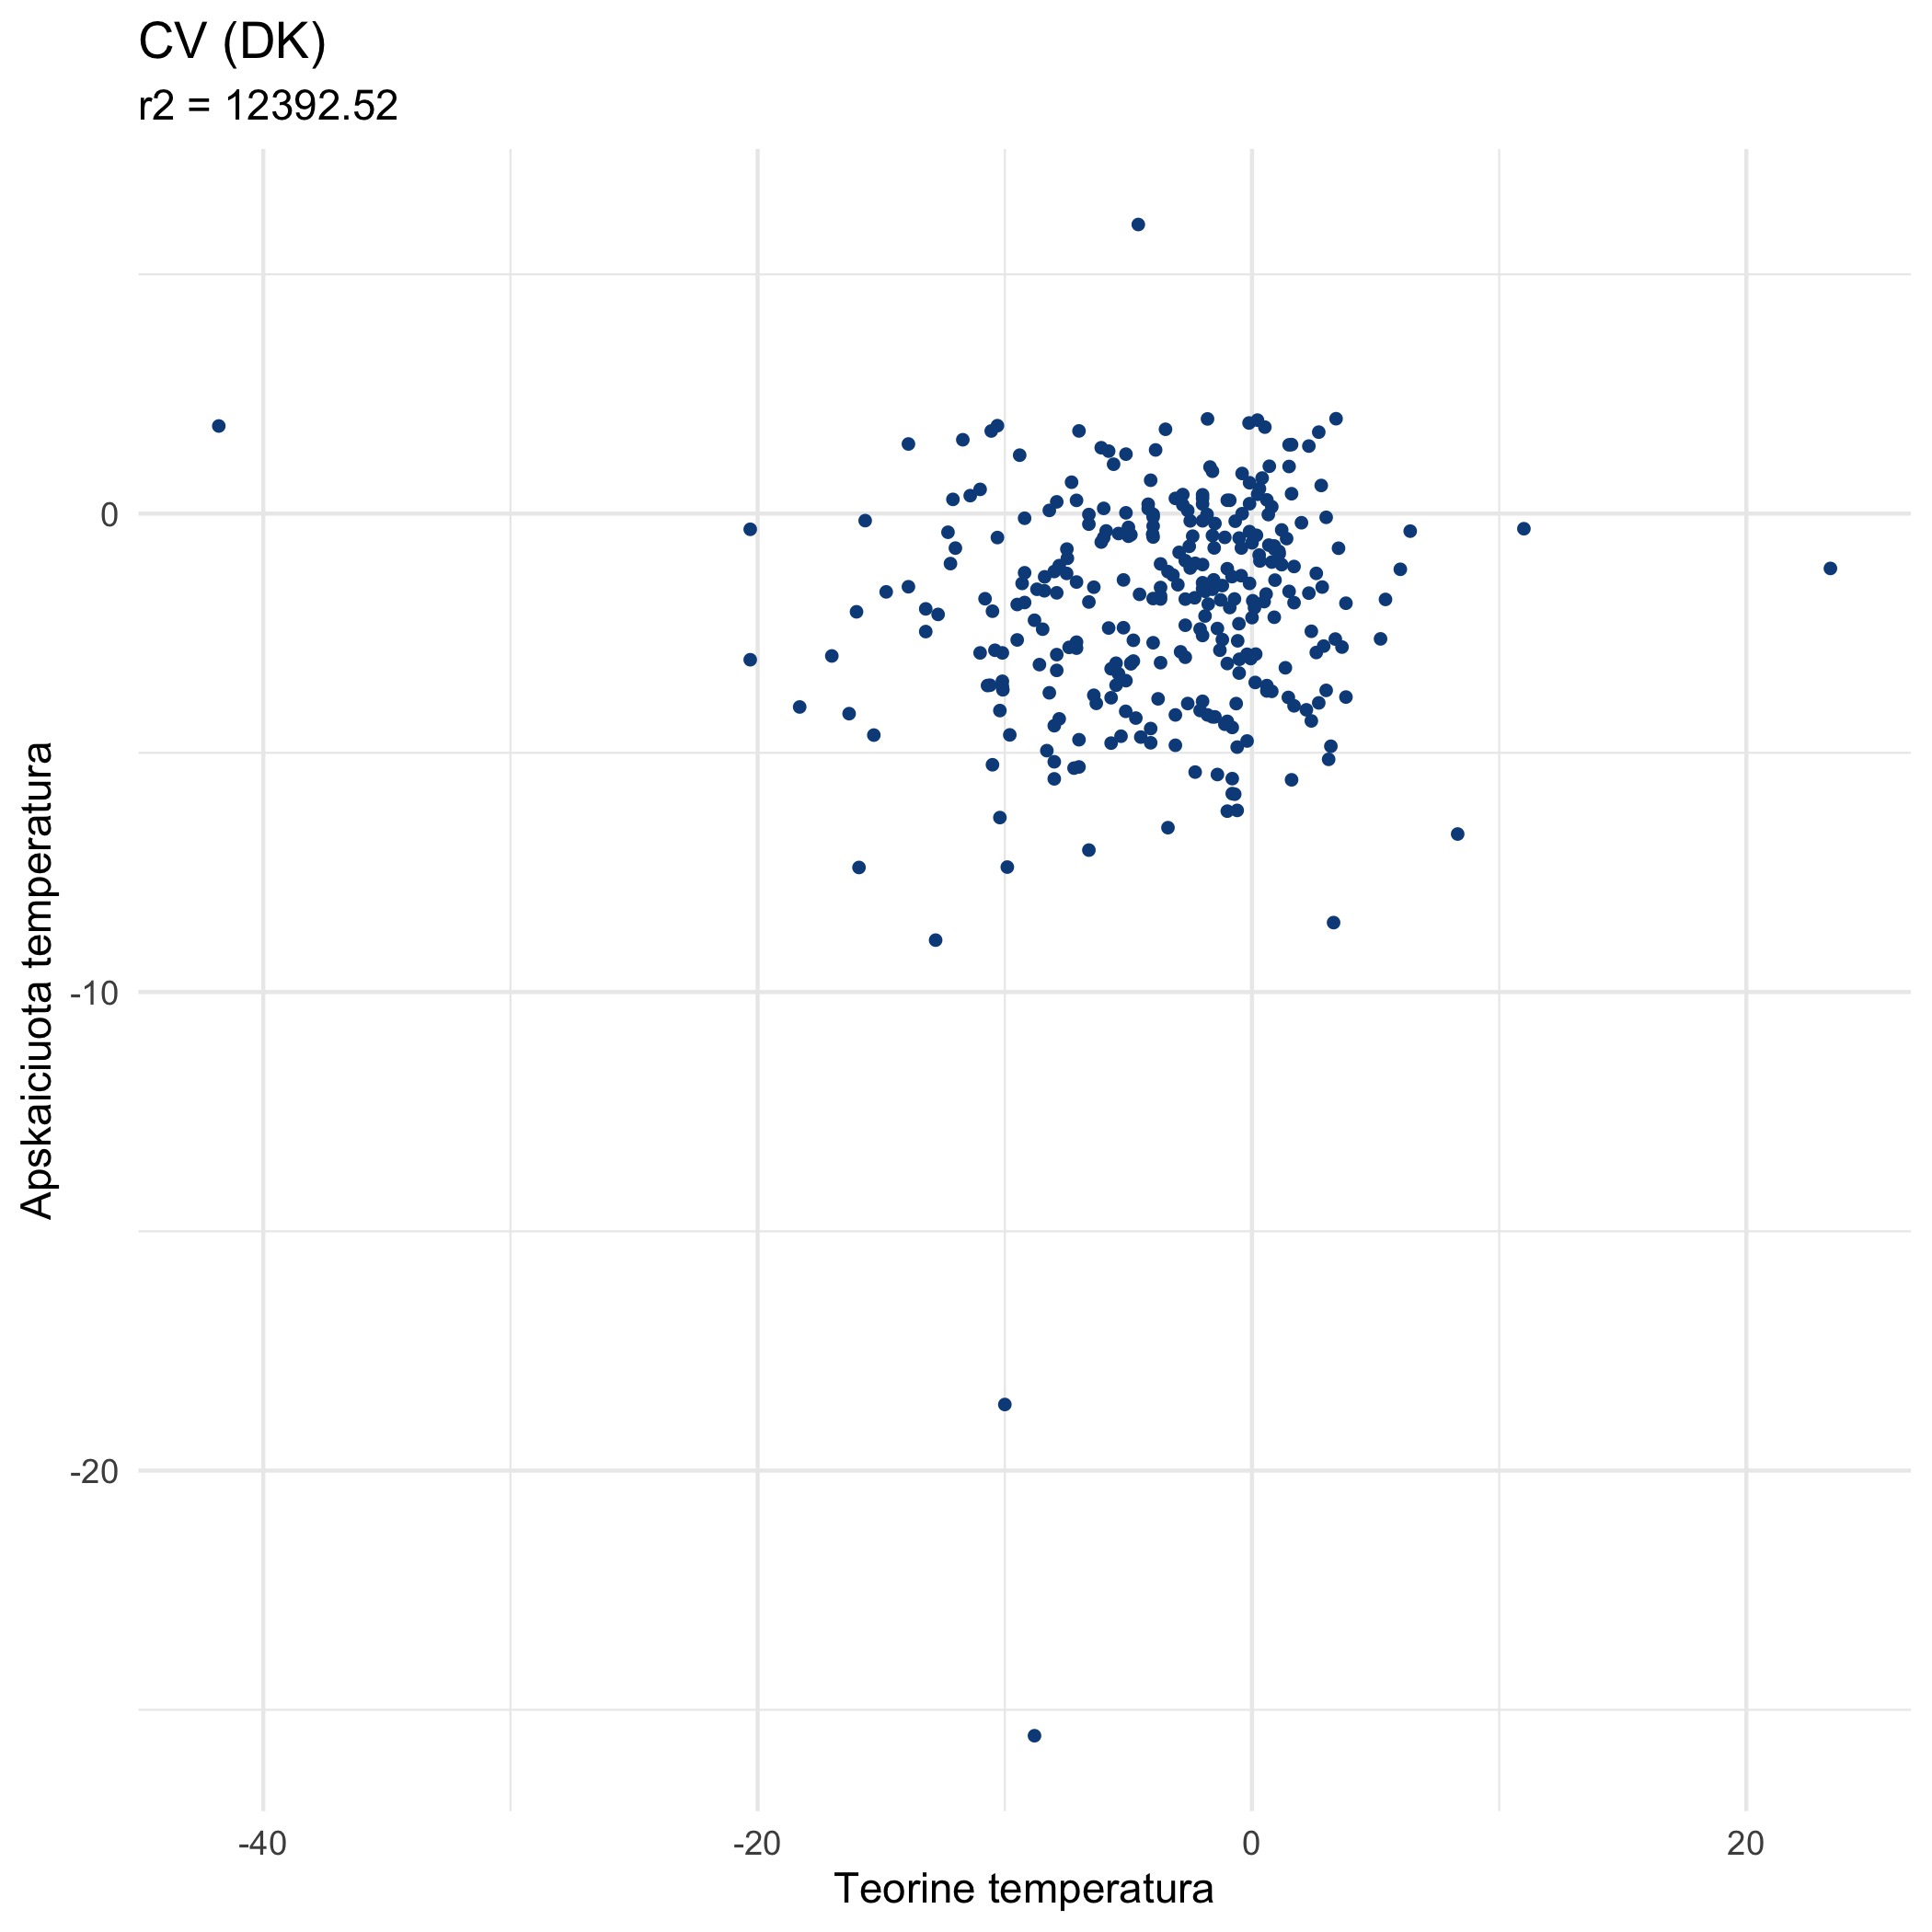 CV (DK)
r2 = 12392.52
Apskaiciuota temperatura
0
-10
-20
-40
-20
0
20
Teorine temperatura